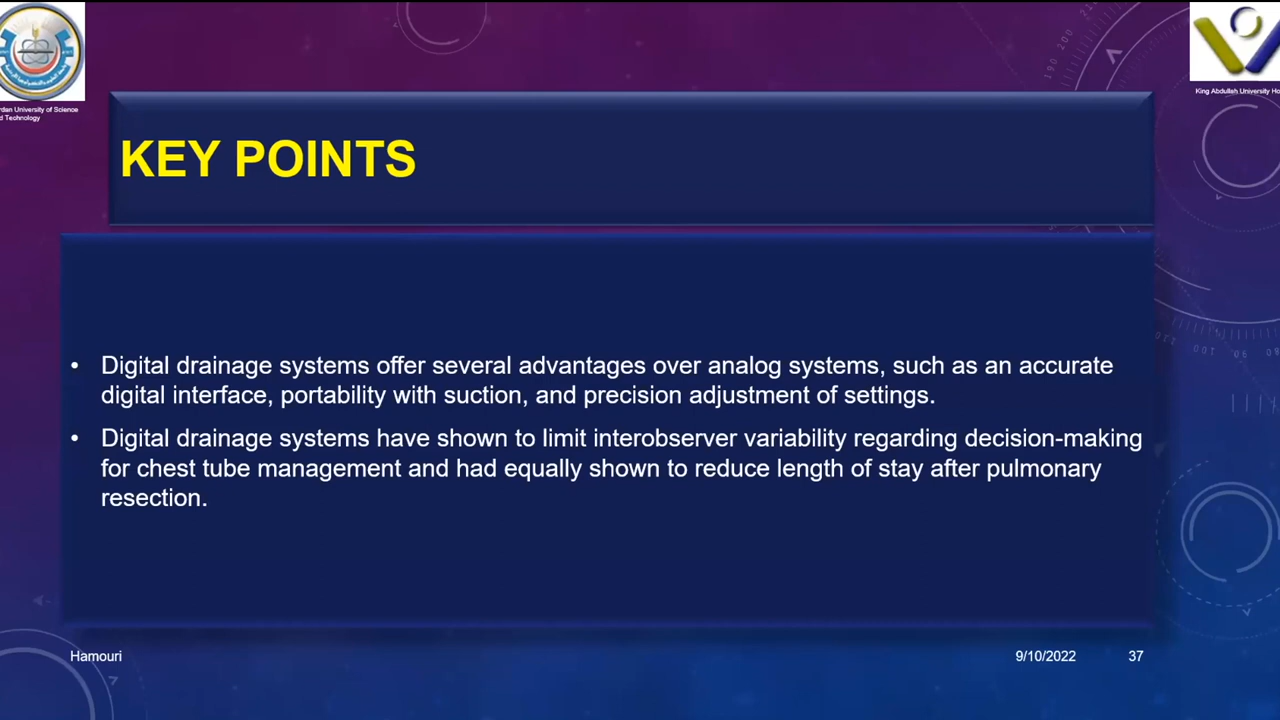 rdan University of Science
d Technology
King Abdullah University Ho
KEY POINTS
• Digital drainage systems offer several advantages over analog systems, such as an accurate
digital interface, portability with suction, and precision adjustment of settings.
• Digital drainage systems have shown to limit interobserver variability regarding decision-making
for chest tube management and had equally shown to reduce length of stay after pulmonary
resection.
Hamouri
9/10/2022
37